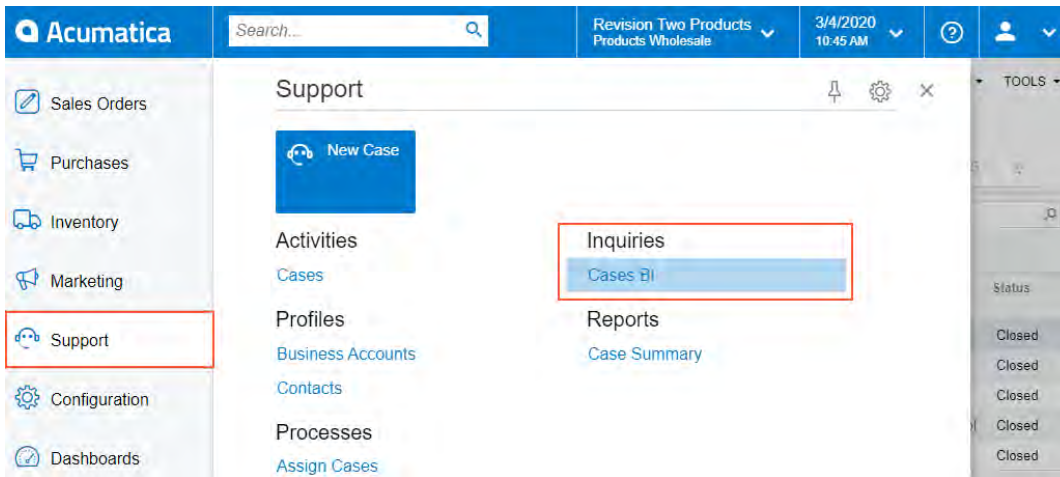 Acumatica
Search...
Revision Two Products
Products Wholesale
3/4/2020
10:45 AM
Sales Orders
Purchases
Inventory
Marketing
Support
Configuration
Dashboards
Support
New Case
Activities
Cases
Profiles
Business Accounts
Contacts
Processes
Assign Cases
Inquiries
Cases BI
Reports
Case Summary
TOOLS
Status
Closed
Closed
Closed
Closed
Closed